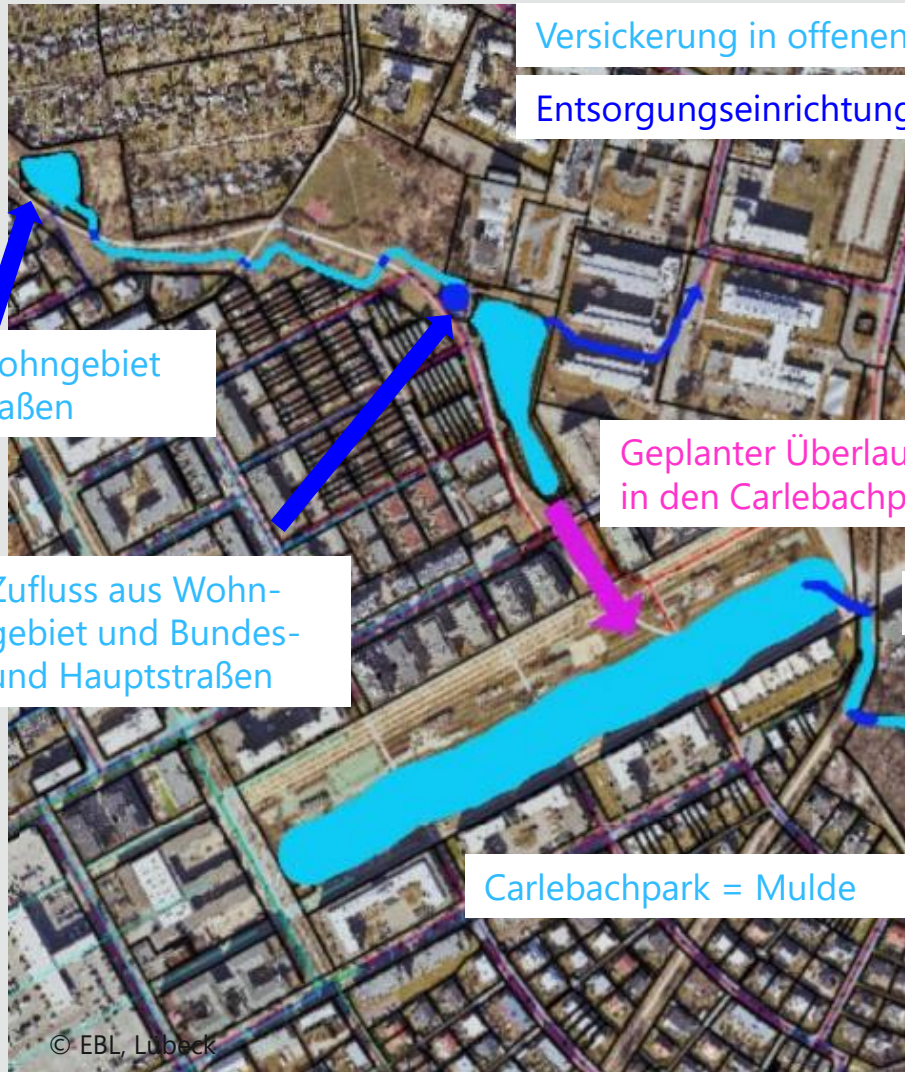 Versickerung in offenen
Entsorgungseinrichtung
ohngebiet
aßen
Geplanter Überlau
in den Carlebachp
Zufluss aus Wohn-
gebiet und Bundes-
und Hauptstraßen
Carlebachpark = Mulde
© EBL, Lübeck